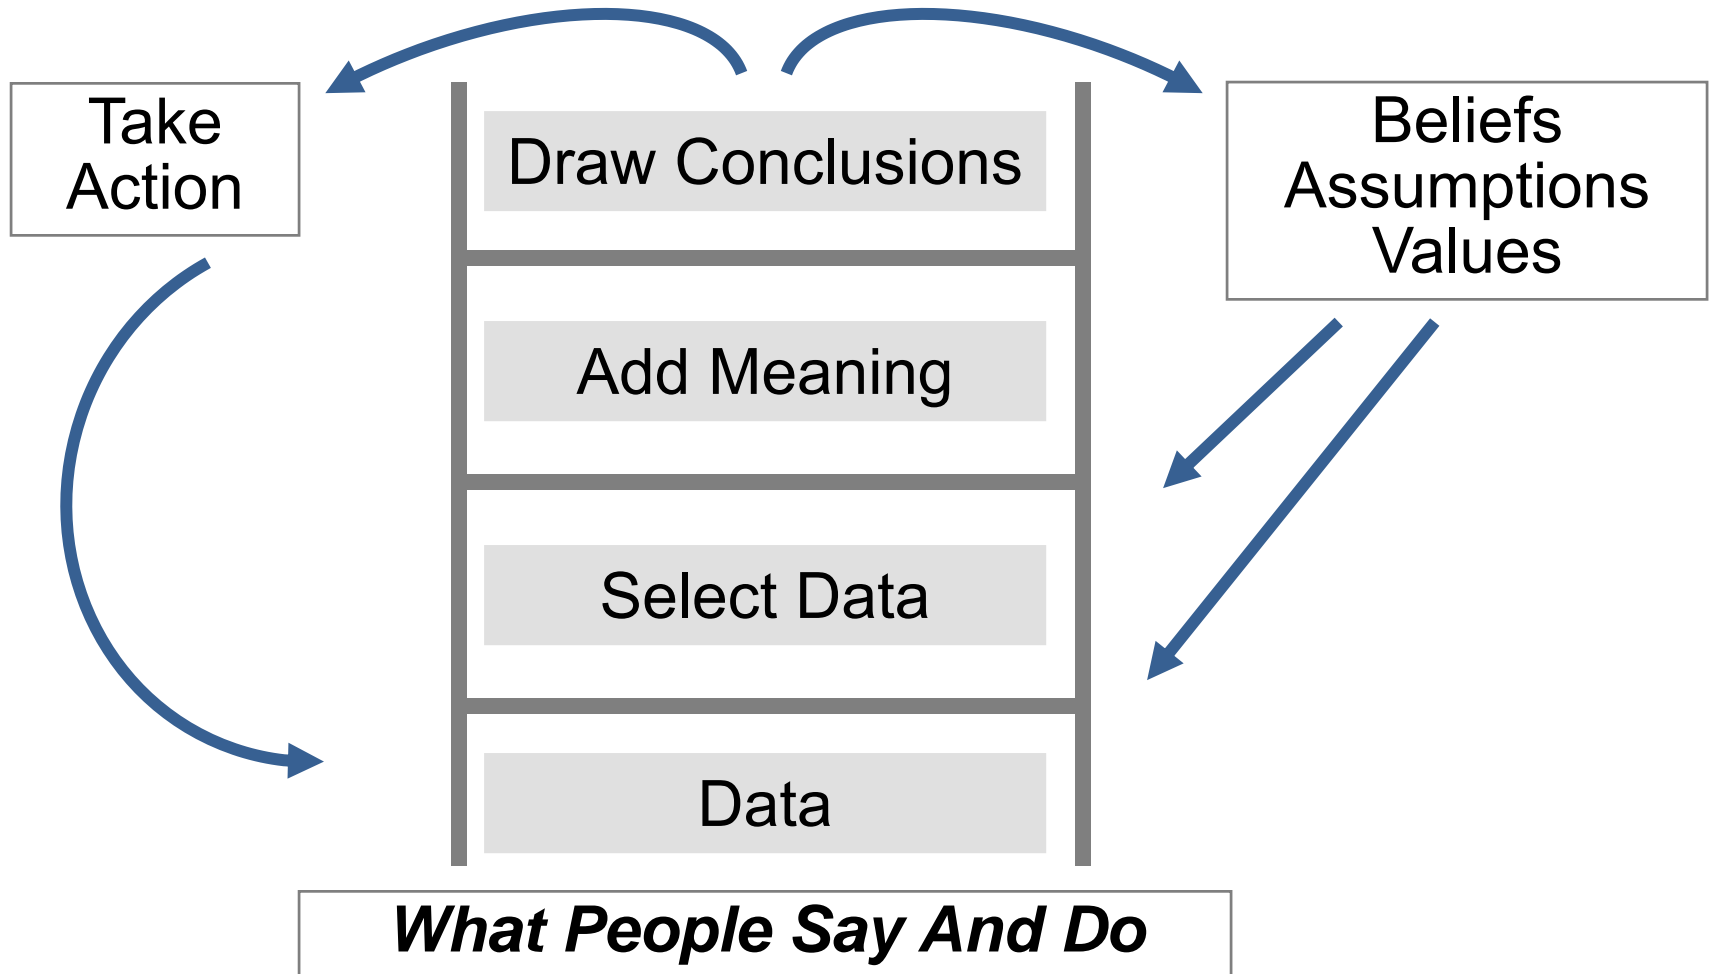 Take
Action
Draw Conclusions
Beliefs
Assumptions
Values
Add Meaning
Select Data
Data
What People Say And Do